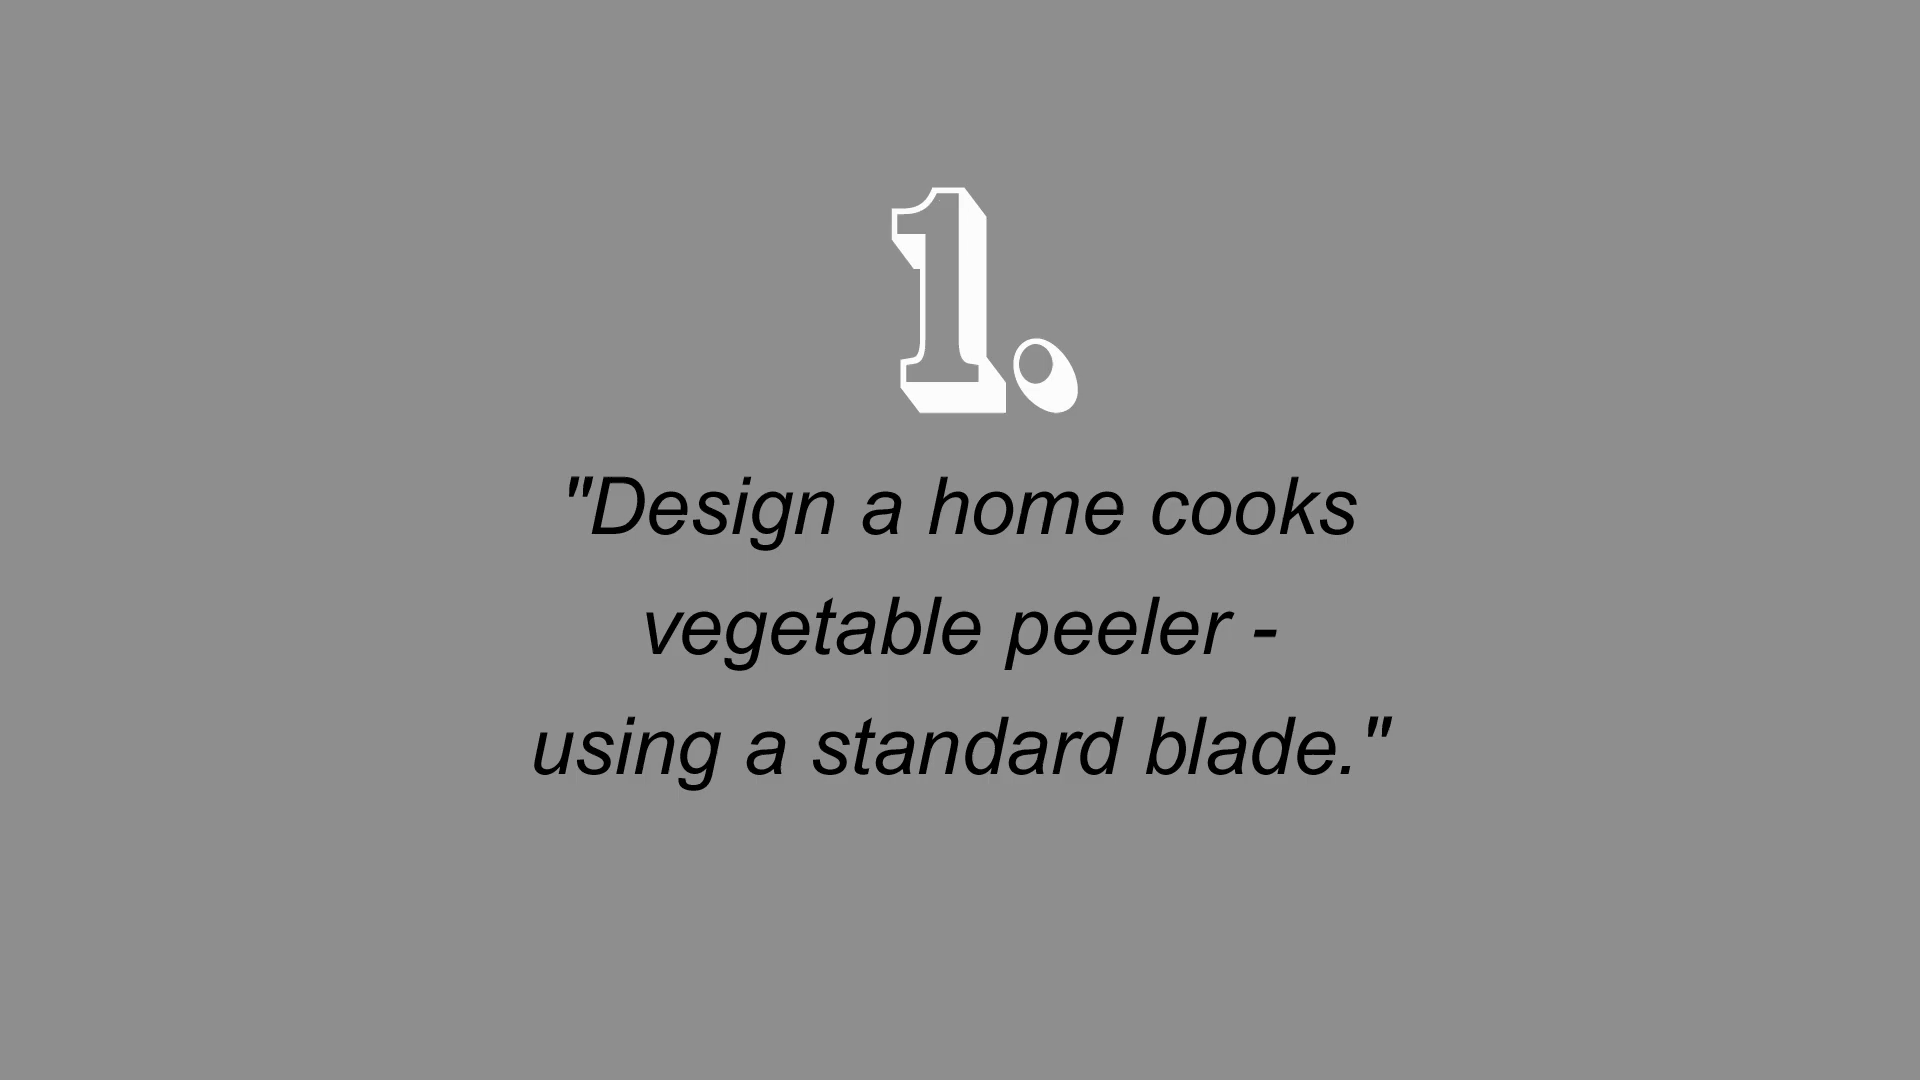 1.
"Design a home cooks
vegetable peeler -
using a standard blade."